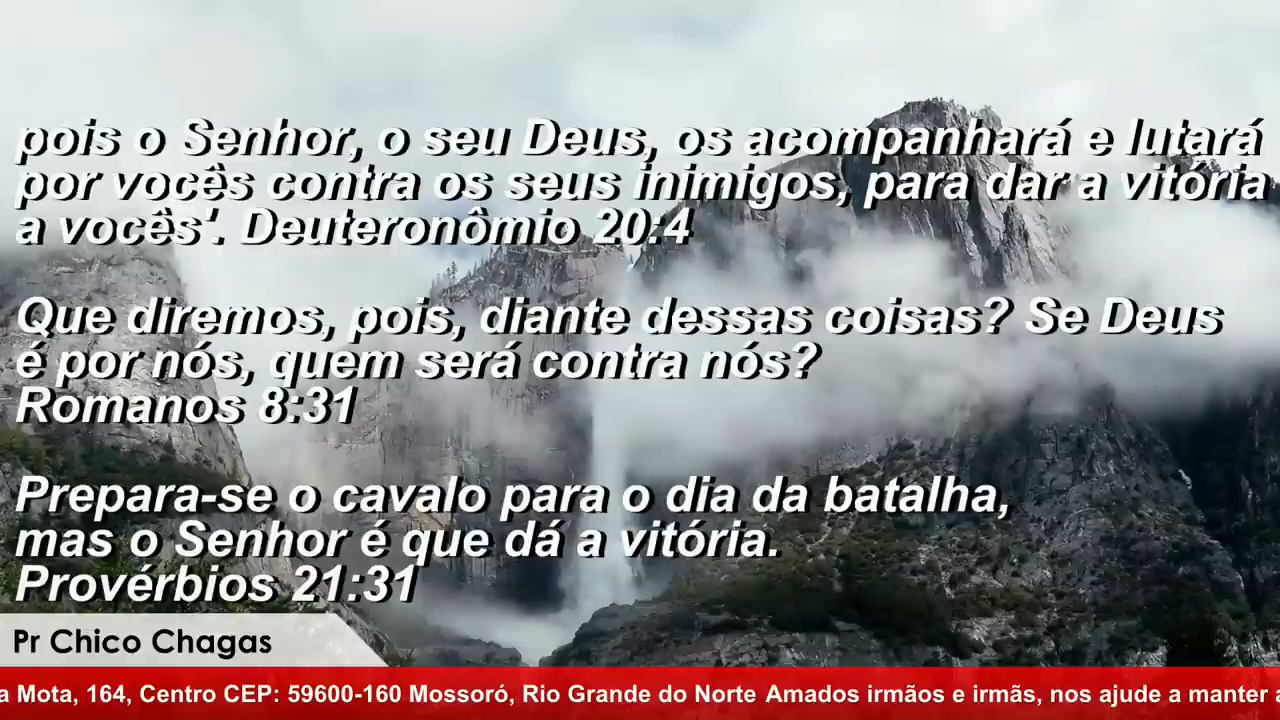 pois o Senhor, o seu Deus, os acompanhará e lutará
por vocês contra os seus inimigos, para dar a vitória
a vocês'. Deuteronômio 20:4
Que diremos, pois, diante dessas coisas? Se Deus
é por nós, quem será contra nós?
Romanos 8:31
Prepara-se o cavalo para o dia da batalha,
mas o Senhor é que dá a vitória.
Provérbios 21:31
Pr Chico Chagas
a Mota, 164, Centro CEP: 59600-160 Mossoró, Rio Grande do Norte Amados irmãos e irmãs, nos ajude a manter a